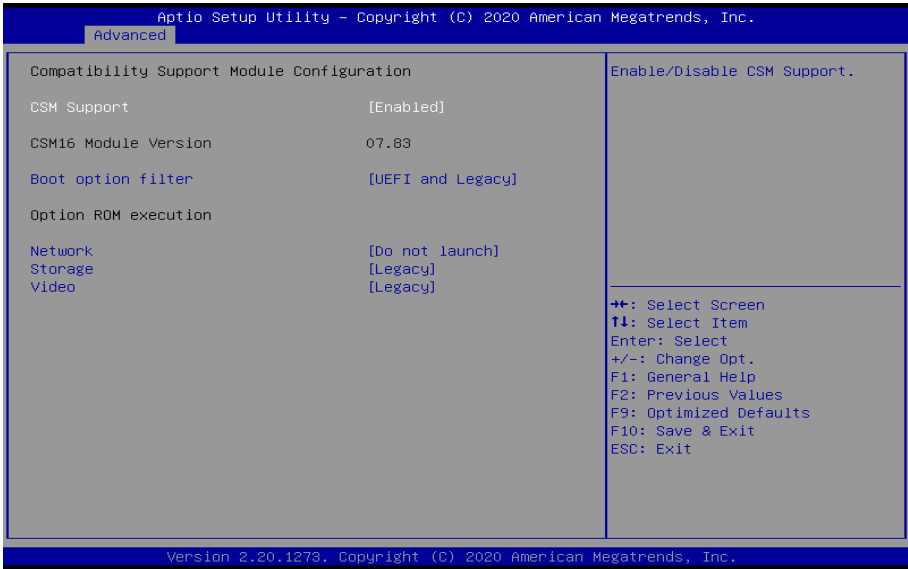 Aptio Setup Utility – Copyright (C) 2020 American Megatrends, Inc.
Advanced
Compatibility Support Module Configuration
CSM Support [Enabled]
CSM16 Module Version 07.83
Boot option filter [UEFI and Legacy]
Option ROM execution
Network [Do not launch]
Storage [Legacy]
Video [Legacy]
Enable/Disable CSM Support.
→←: Select Screen
↑↓: Select Item
Enter: Select
+/-: Change Opt.
F1: General Help
F2: Previous Values
F9: Optimized Defaults
F10: Save & Exit
ESC: Exit
Version 2.20.1273. Copyright (C) 2020 American Megatrends, Inc.